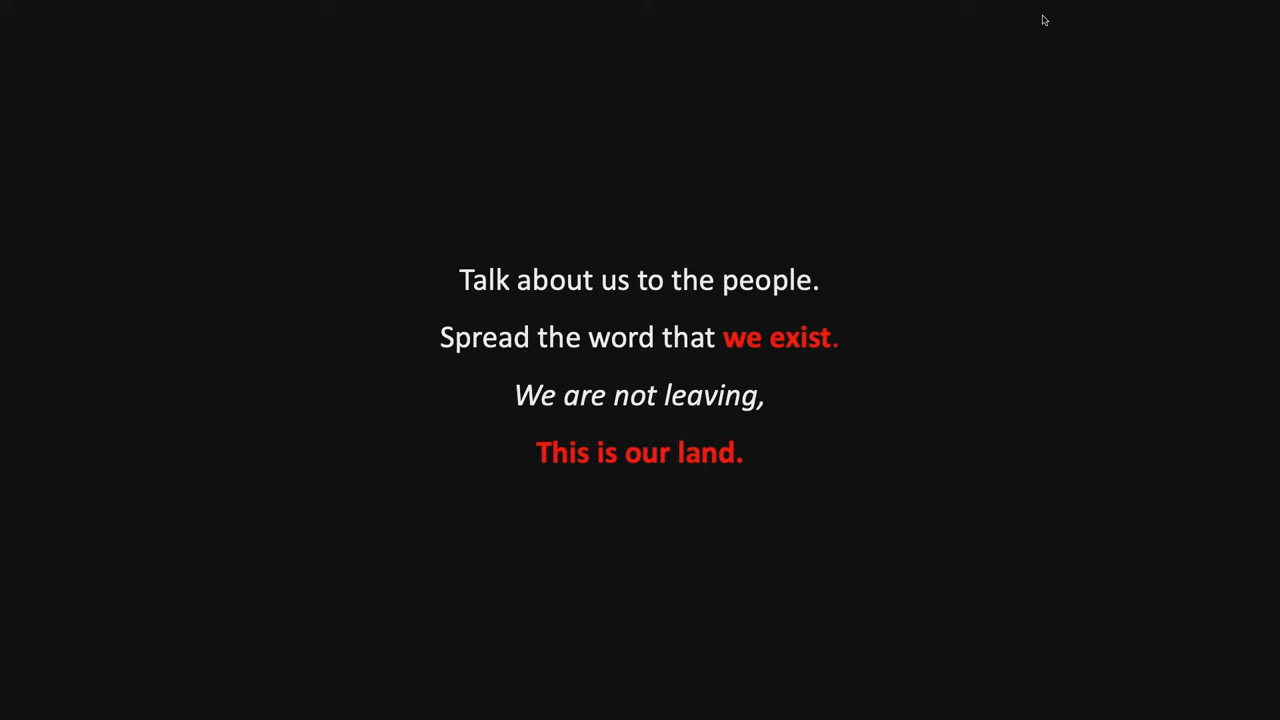 Talk about us to the people.
Spread the word that we exist.
We are not leaving,
This is our land.